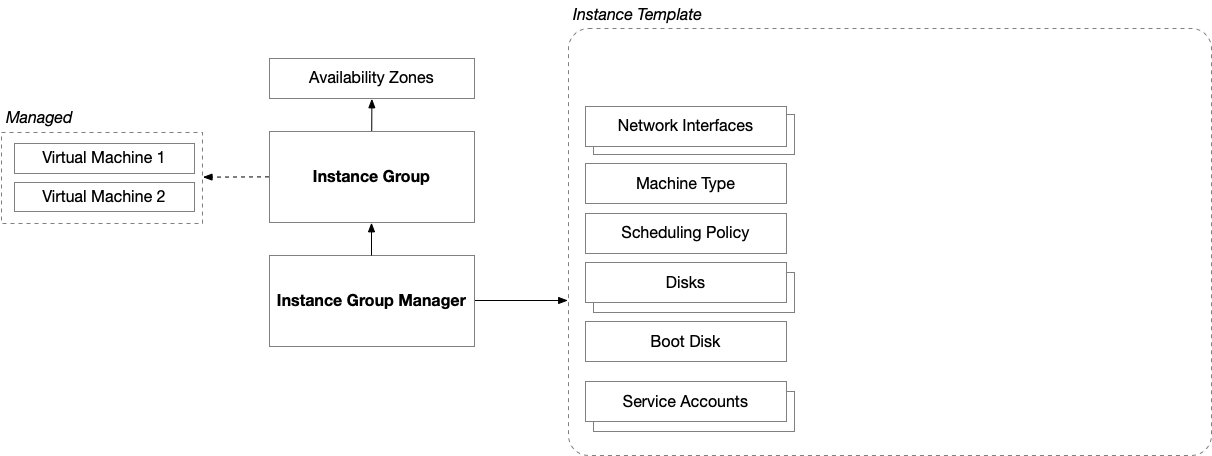 Instance Template
Availability Zones
Managed
Virtual Machine 1
Virtual Machine 2
Instance Group
Instance Group Manager
Network Interfaces
Machine Type
Scheduling Policy
Disks
Boot Disk
Service Accounts